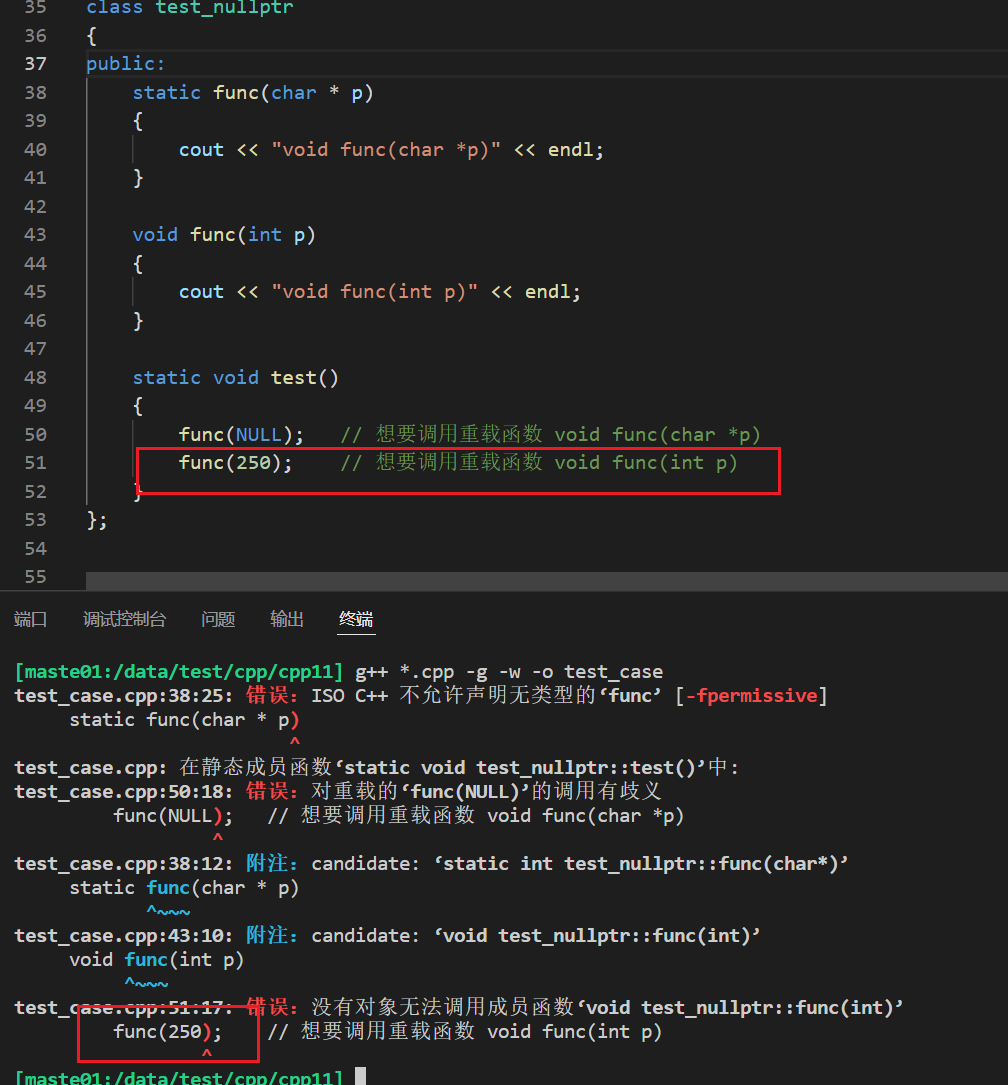 35 class test_nullptr
36 {
37 public:
38     static func(char * p)
39     {
40         cout << "void func(char *p)" << endl;
41     }
42
43     void func(int p)
44     {
45         cout << "void func(int p)" << endl;
46     }
47
48     static void test()
49     {
50         func(NULL);   // 想要调用重载函数 void func(char *p)
51         func(250);    // 想要调用重载函数 void func(int p)
52     }
53 };
54
55
端口 调试控制台 问题 输出 终端
[maste01:/data/test/cpp/cpp11] g++ *.cpp -g -w -o test_case
test_case.cpp:38:25: 错误：ISO C++ 不允许声明无类型的‘func’ [-fpermissive]
     static func(char * p)
                         ^
test_case.cpp: 在静态成员函数‘static void test_nullptr::test()’中:
test_case.cpp:50:18: 错误：对重载的‘func(NULL)’的调用有歧义
         func(NULL);   // 想要调用重载函数 void func(char *p)
                  ^
test_case.cpp:38:12: 附注：candidate: ‘static int test_nullptr::func(char*)’
     static func(char * p)
            ^~~~
test_case.cpp:43:10: 附注：candidate: ‘void test_nullptr::func(int)’
     void func(int p)
          ^~~~
test_case.cpp:51:17: 错误：没有对象无法调用成员函数‘void test_nullptr::func(int)’
         func(250);    // 想要调用重载函数 void func(int p)
                 ^
[maste01:/data/test/cpp/cpp11]